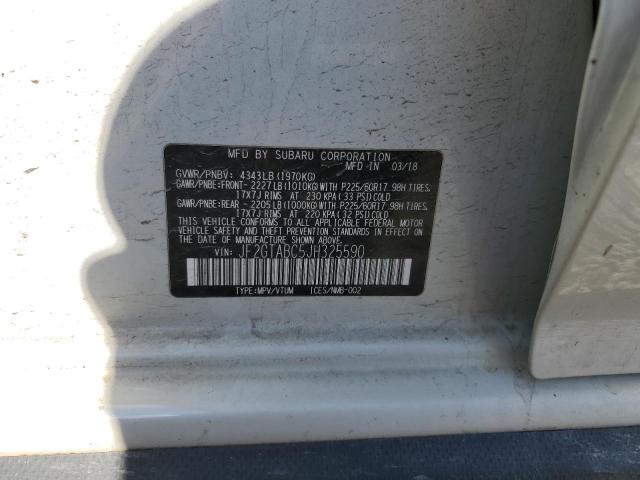 MFD BY SUBARU CORPORATION
GVWR/PNBV: 4343LB(1970KG) MFD IN 03/18
GAWR/PNBE:FRONT- 2227LB(1010KG)WITH P225/60R17 98H TIRES,
17X7J RIMS AT 230 KPA(33 PSI)COLD
GAWR/PNBE:REAR - 2205LB(1000KG)WITH P225/60R17 98H TIRES,
17X7J RIMS AT 220 KPA(32 PSI)COLD
THIS VEHICLE CONFORMS TO ALL APPLICABLE FEDERAL MOTOR
VEHICLE SAFETY AND THEFT PREVENTION STANDARDS IN EFFECT
ON THE DATE OF MANUFACTURE SHOWN ABOVE.
VIN: JF2GTABC5JH325590
TYPE:MPV/VTUM ICES/NMB-002